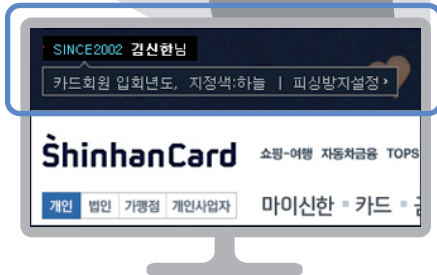 SINCE2002 김신한님
카드회원 입회년도, 지정색:하늘 | 피싱방지설정 ›
ShinhanCard 쇼핑-여행 자동차금융 TOPS
개인 법인 가맹점 개인사업자 마이신한 카드